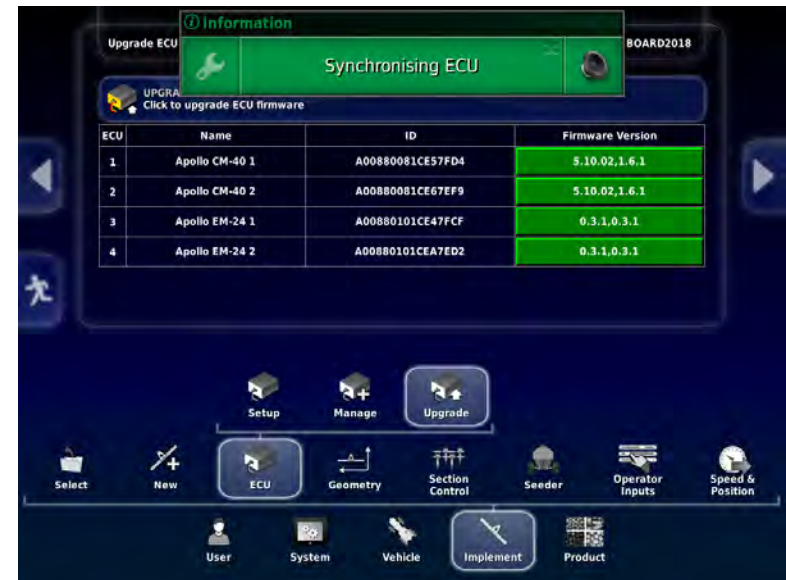 Information
Upgrade ECU
Synchronising ECU
BOARD2018
UPGRA
Click to upgrade ECU firmware
ECU Name ID Firmware Version
1 Apollo CM-40 1 A00880081CE57FD4 5.10.02,1.6.1
2 Apollo CM-40 2 A00880081CE67EF9 5.10.02,1.6.1
3 Apollo EM-24 1 A00880101CE47FCF 0.3.1,0.3.1
4 Apollo EM-24 2 A00880101CEA7ED2 0.3.1,0.3.1
Setup Manage Upgrade
Select New ECU Geometry Section Control Seeder Operator Inputs Speed & Position
User System Vehicle Implement Product